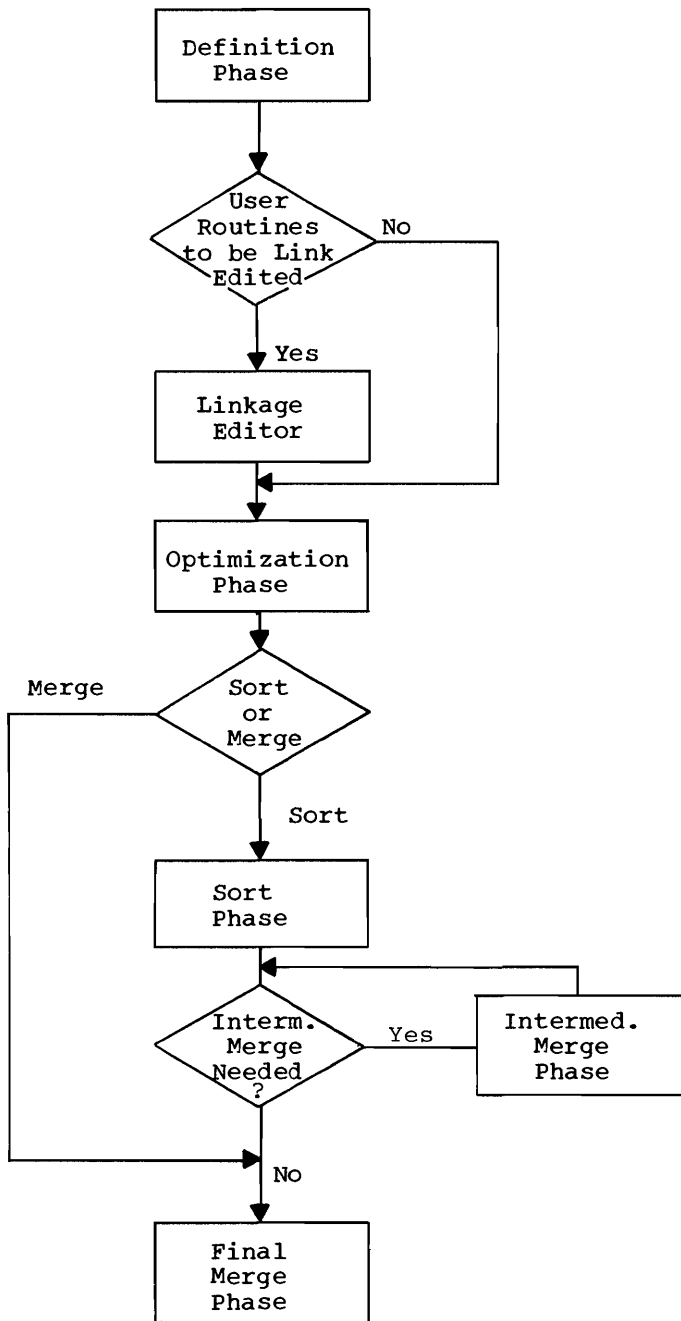 Definition
Phase
User
Routines
to be Link
Edited
No
Yes
Linkage
Editor
Optimization
Phase
Merge
Sort
or
Merge
Sort
Sort
Phase
Interm.
Merge
Needed
?
Yes
Intermed.
Merge
Phase
No
Final
Merge
Phase